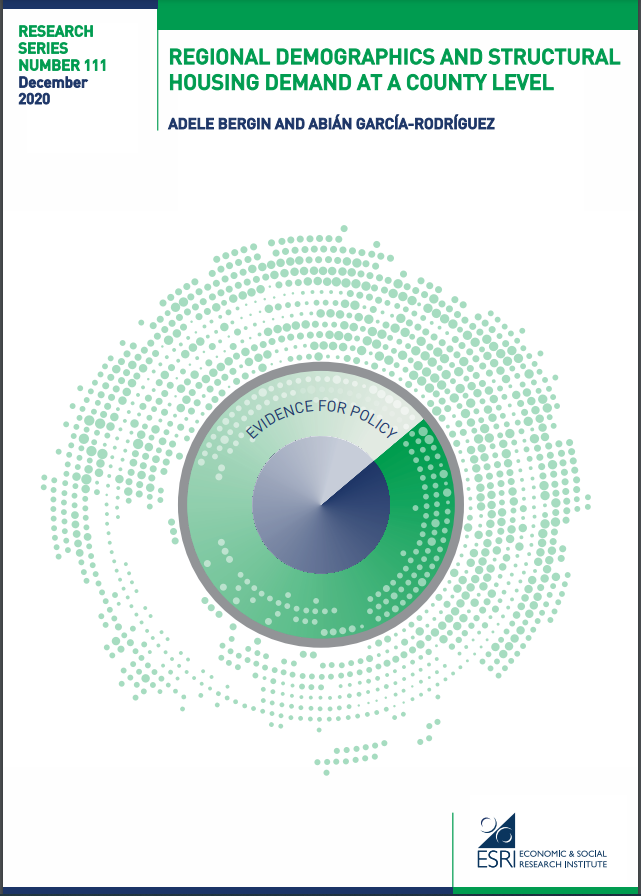 RESEARCH
SERIES
NUMBER 111
December
2020
REGIONAL DEMOGRAPHICS AND STRUCTURAL
HOUSING DEMAND AT A COUNTY LEVEL
ADELE BERGIN AND ABIÁN GARCÍA-RODRÍGUEZ
EVIDENCE FOR POLICY
ESRI
ECONOMIC & SOCIAL
RESEARCH INSTITUTE